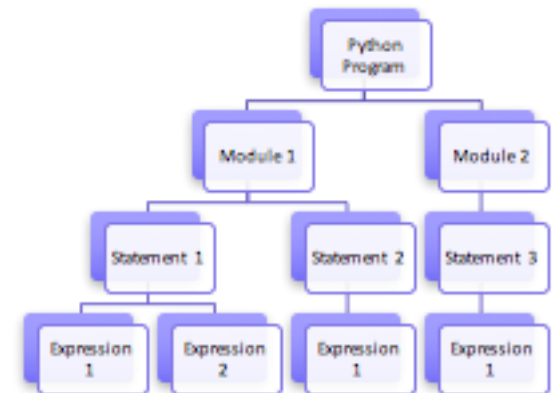 Python
Program
Module 1
Module 2
Statement 1
Statement 2
Statement 3
Expression
1
Expression
2
Expression
1
Expression
1